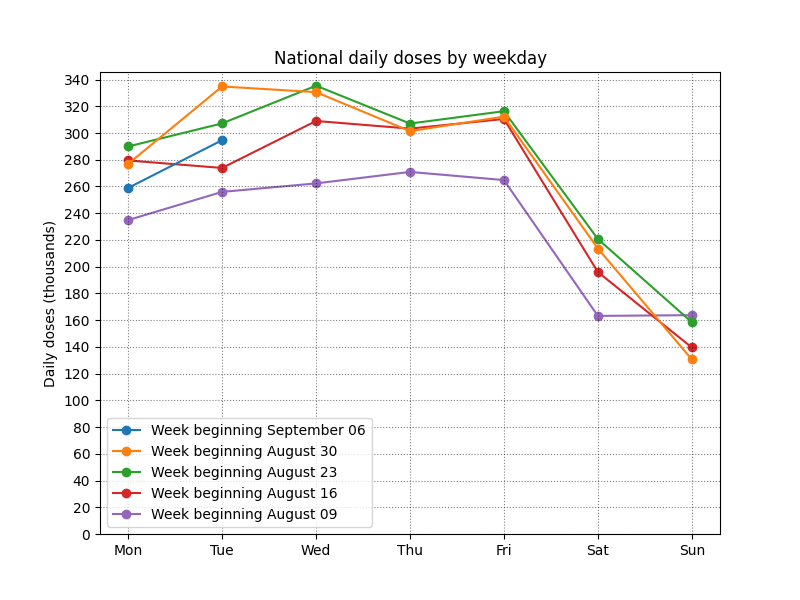 National daily doses by weekday
Daily doses (thousands)
340
320
300
280
260
240
220
200
180
160
140
120
100
80
60
40
20
0
Week beginning September 06
Week beginning August 30
Week beginning August 23
Week beginning August 16
Week beginning August 09
Mon Tue Wed Thu Fri Sat Sun